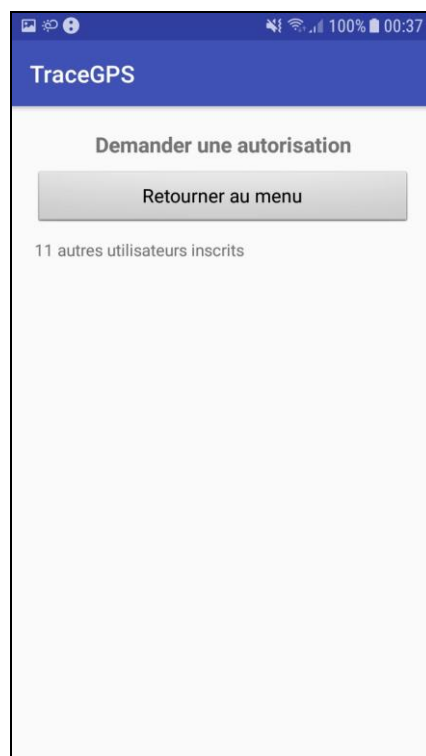 100% 00:37
TraceGPS
Demander une autorisation
Retourner au menu
11 autres utilisateurs inscrits